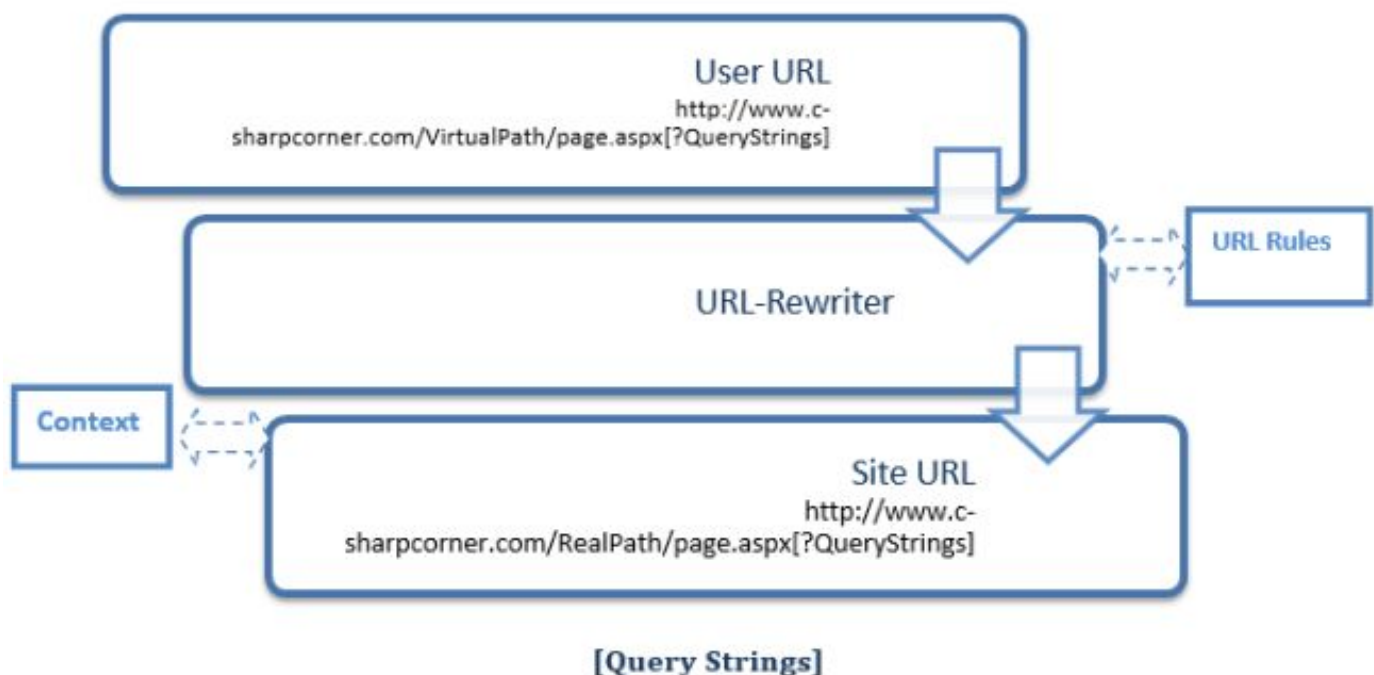 User URL
http://www.c-
sharpcorner.com/VirtualPath/page.aspx[?QueryStrings]
URL-Rewriter
URL Rules
Context
Site URL
http://www.c-
sharpcorner.com/RealPath/page.aspx[?QueryStrings]
[Query Strings]